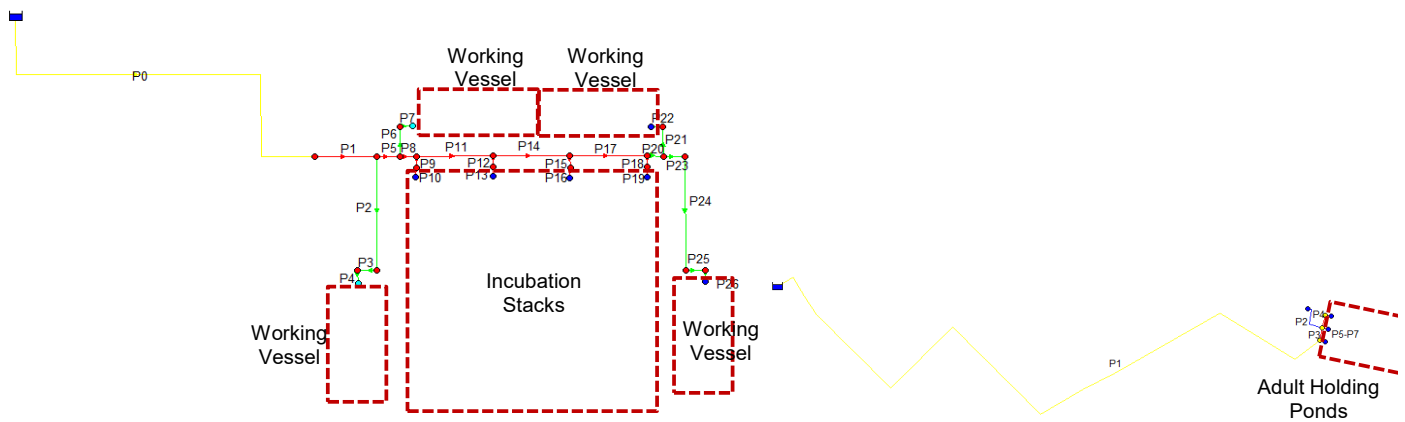 Working
Vessel
Working
Vessel
P0
P7
P22
P6
P21
P1
P5
P8
P11
P14
P17
P20
P23
P9
P12
P15
P18
P10
P13
P16
P19
P2
P24
P3
P25
P4
P26
Incubation
Stacks
Working
Vessel
Working
Vessel
P4
P2
P3
P5-P7
P1
Adult Holding
Ponds